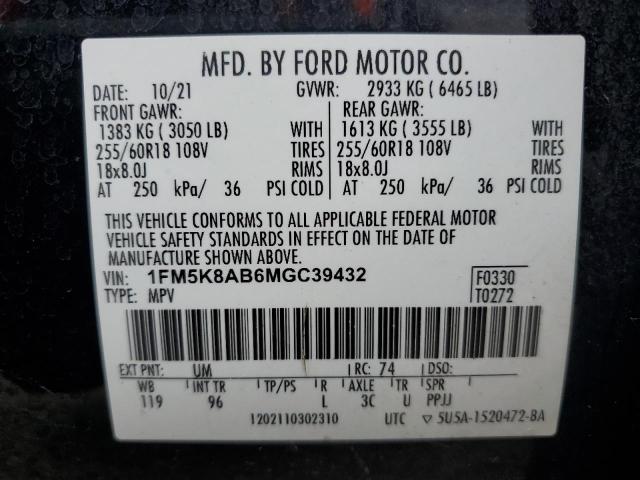 MFD. BY FORD MOTOR CO.
DATE: 10/21 GVWR: 2933 KG ( 6465 LB)
FRONT GAWR: REAR GAWR:
1383 KG ( 3050 LB) WITH 1613 KG ( 3555 LB) WITH
255/60R18 108V TIRES 255/60R18 108V TIRES
18x8.0J RIMS 18x8.0J RIMS
AT 250 kPa/ 36 PSI COLD AT 250 kPa/ 36 PSI COLD
THIS VEHICLE CONFORMS TO ALL APPLICABLE FEDERAL MOTOR
VEHICLE SAFETY STANDARDS IN EFFECT ON THE DATE OF
MANUFACTURE SHOWN ABOVE.
VIN: 1FM5K8AB6MGC39432 F0330
TYPE: MPV T0272
EXT PNT: UM RC: 74 DSO:
WB INT TR TP/PS R AXLE TR SPR
119 96 L 3C U PPJJ
1202110302310 UTC ▽ 5U5A-1520472-BA